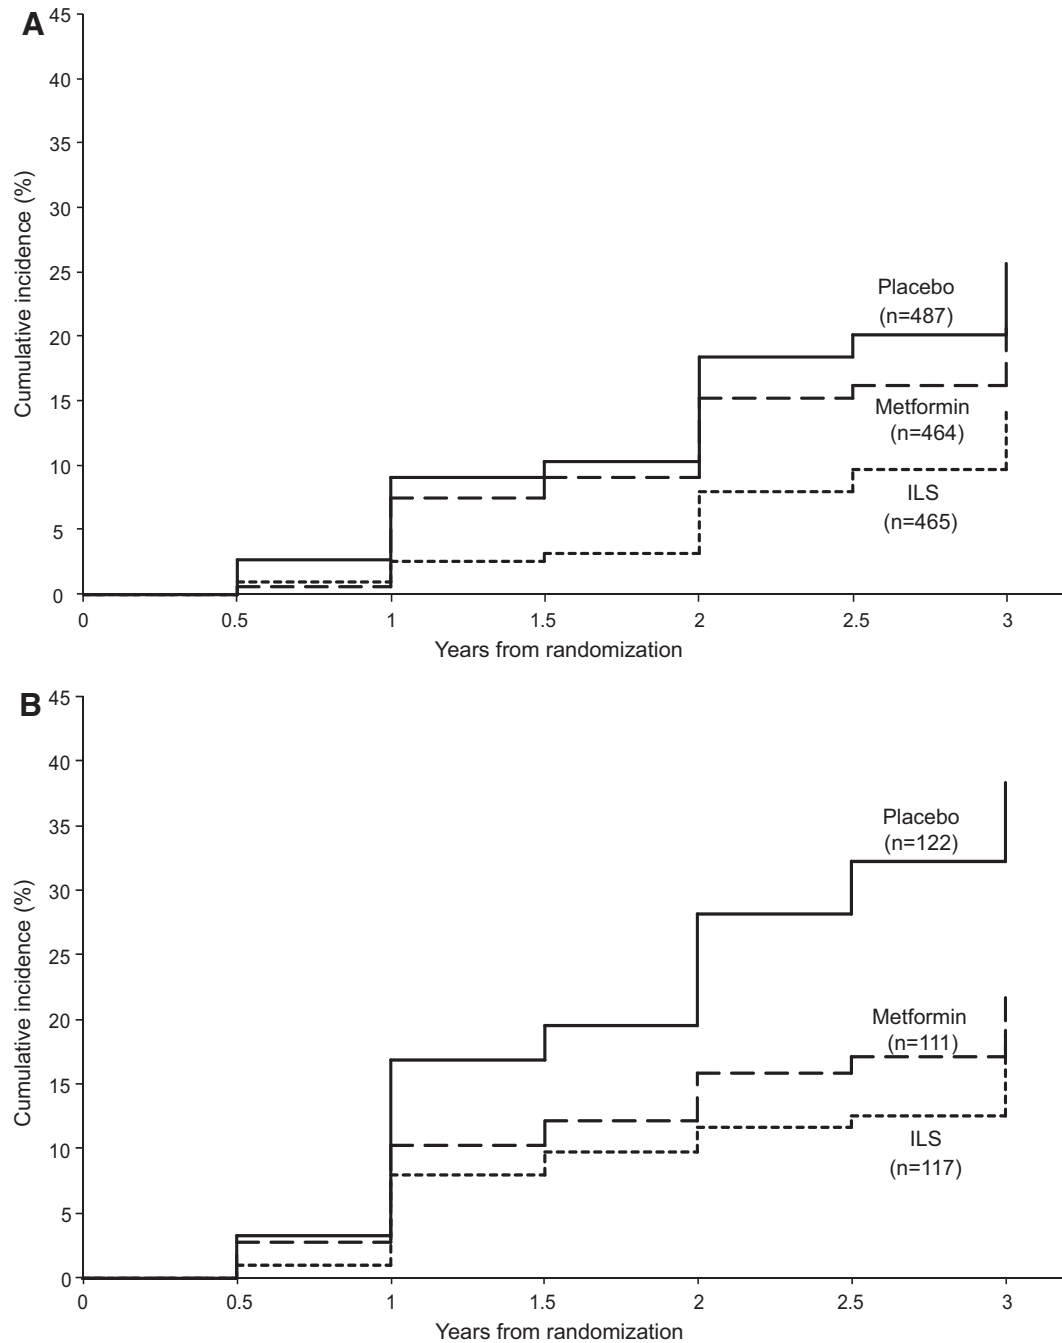 A
45
40
35
30
25
20
15
10
5
0
Cumulative incidence (%)
Placebo
(n=487)
Metformin
(n=464)
ILS
(n=465)
0 0.5 1 1.5 2 2.5 3
Years from randomization
B
45
40
35
30
25
20
15
10
5
0
Cumulative incidence (%)
Placebo
(n=122)
Metformin
(n=111)
ILS
(n=117)
0 0.5 1 1.5 2 2.5 3
Years from randomization